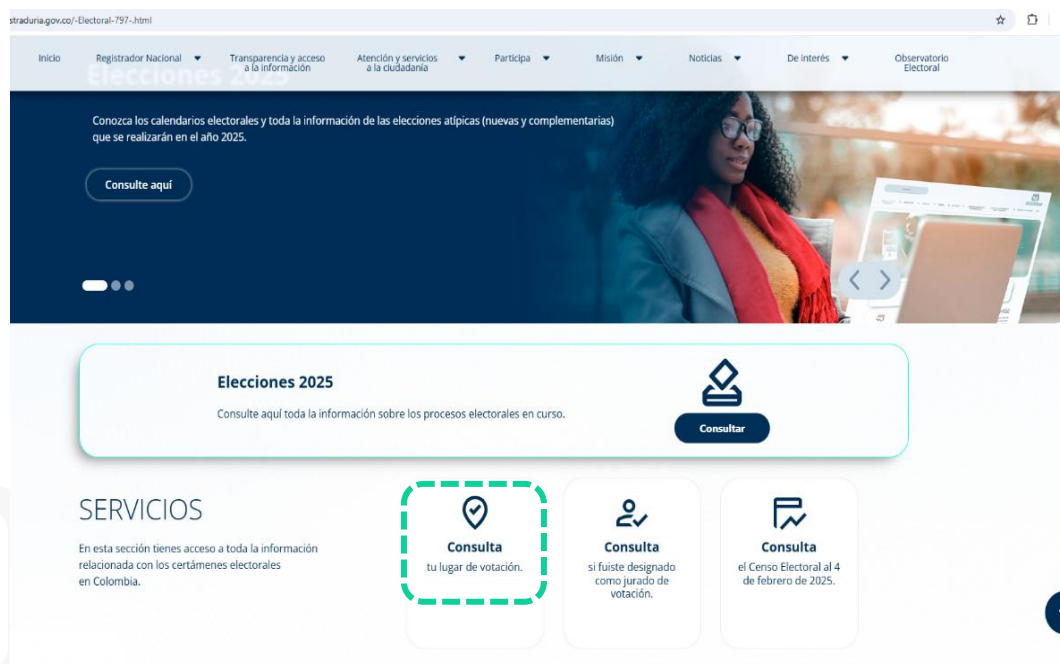 straduria.gov.co/-Electoral-797-.html
Inicio
Registrador Nacional
Transparencia y acceso
a la información
Atención y servicios
a la ciudadanía
Participa
Misión
Noticias
De interés
Observatorio
Electoral
Elecciones 2025
Conozca los calendarios electorales y toda la información de las elecciones atípicas (nuevas y complementarias)
que se realizarán en el año 2025.
Consulte aquí
Elecciones 2025
Consulte aquí toda la información sobre los procesos electorales en curso.
Consultar
SERVICIOS
En esta sección tienes acceso a toda la información
relacionada con los certámenes electorales
en Colombia.
Consulta
tu lugar de votación.
Consulta
si fuiste designado
como jurado de
votación.
Consulta
el Censo Electoral al 4
de febrero de 2025.